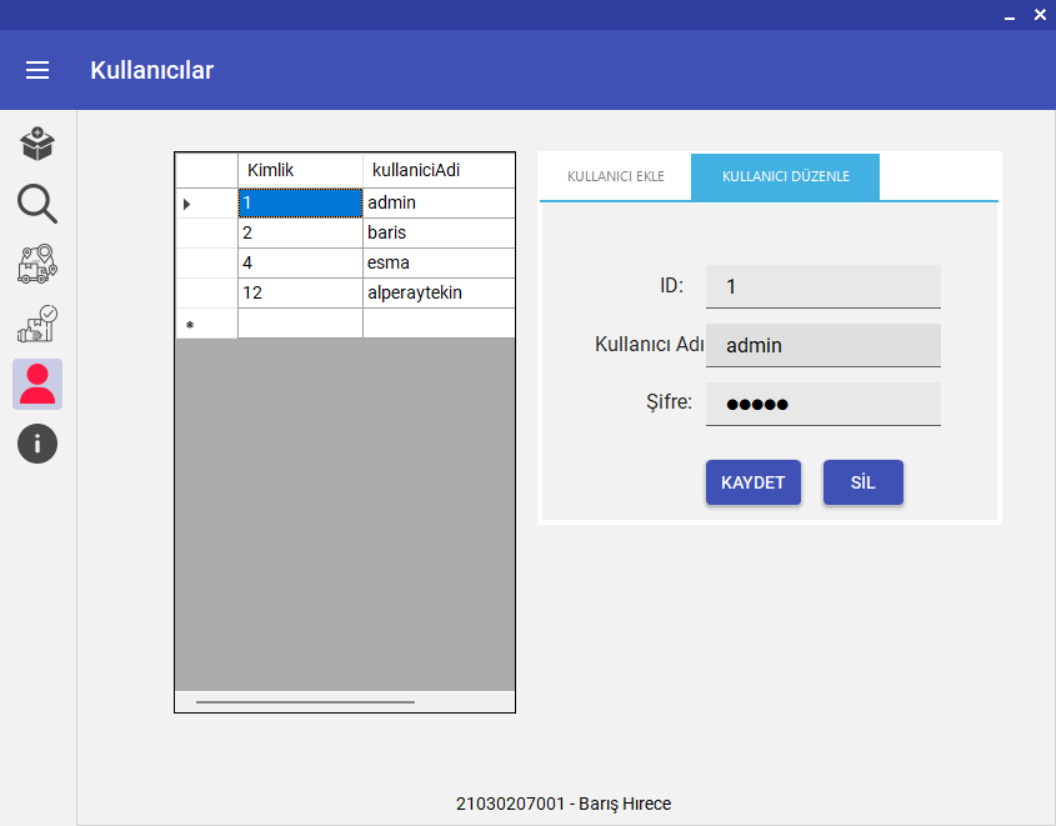 Kullanıcılar
Kimlik kullaniciAdi
1 admin
2 baris
4 esma
12 alperaytekin
KULLANICI EKLE KULLANICI DÜZENLE
ID: 1
Kullanıcı Adı admin
Şifre: ●●●●●
KAYDET SİL
21030207001 - Barış Hırece